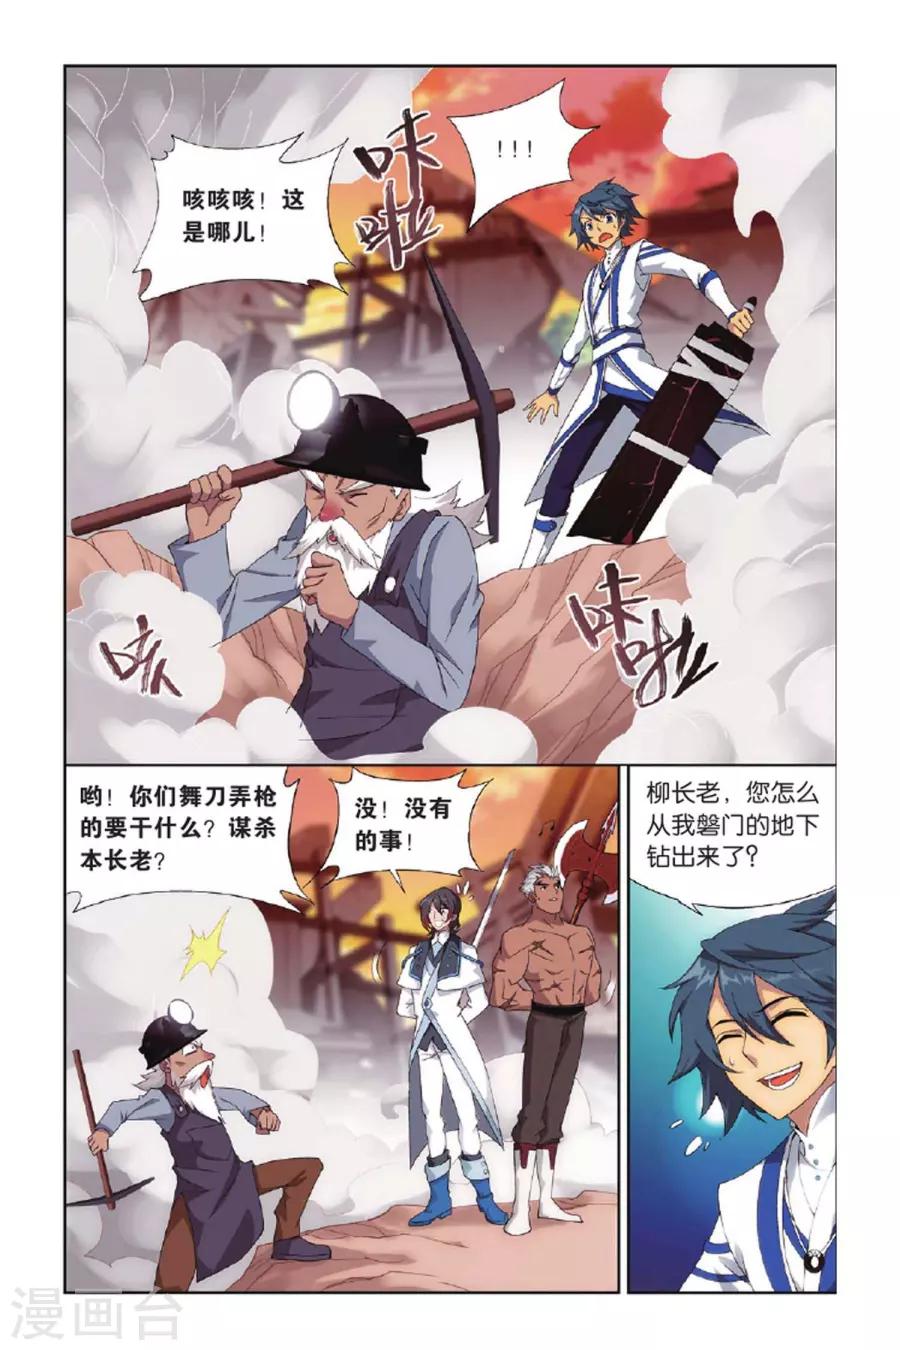 咳咳咳！这
是哪儿！
咔
啦
！！！
咳
咔
啦
哟！你们舞刀弄枪
的要干什么？谋杀
本长老？
没！没有
的事！
柳长老，您怎么
从我磐门的地下
钻出来了？
漫画台